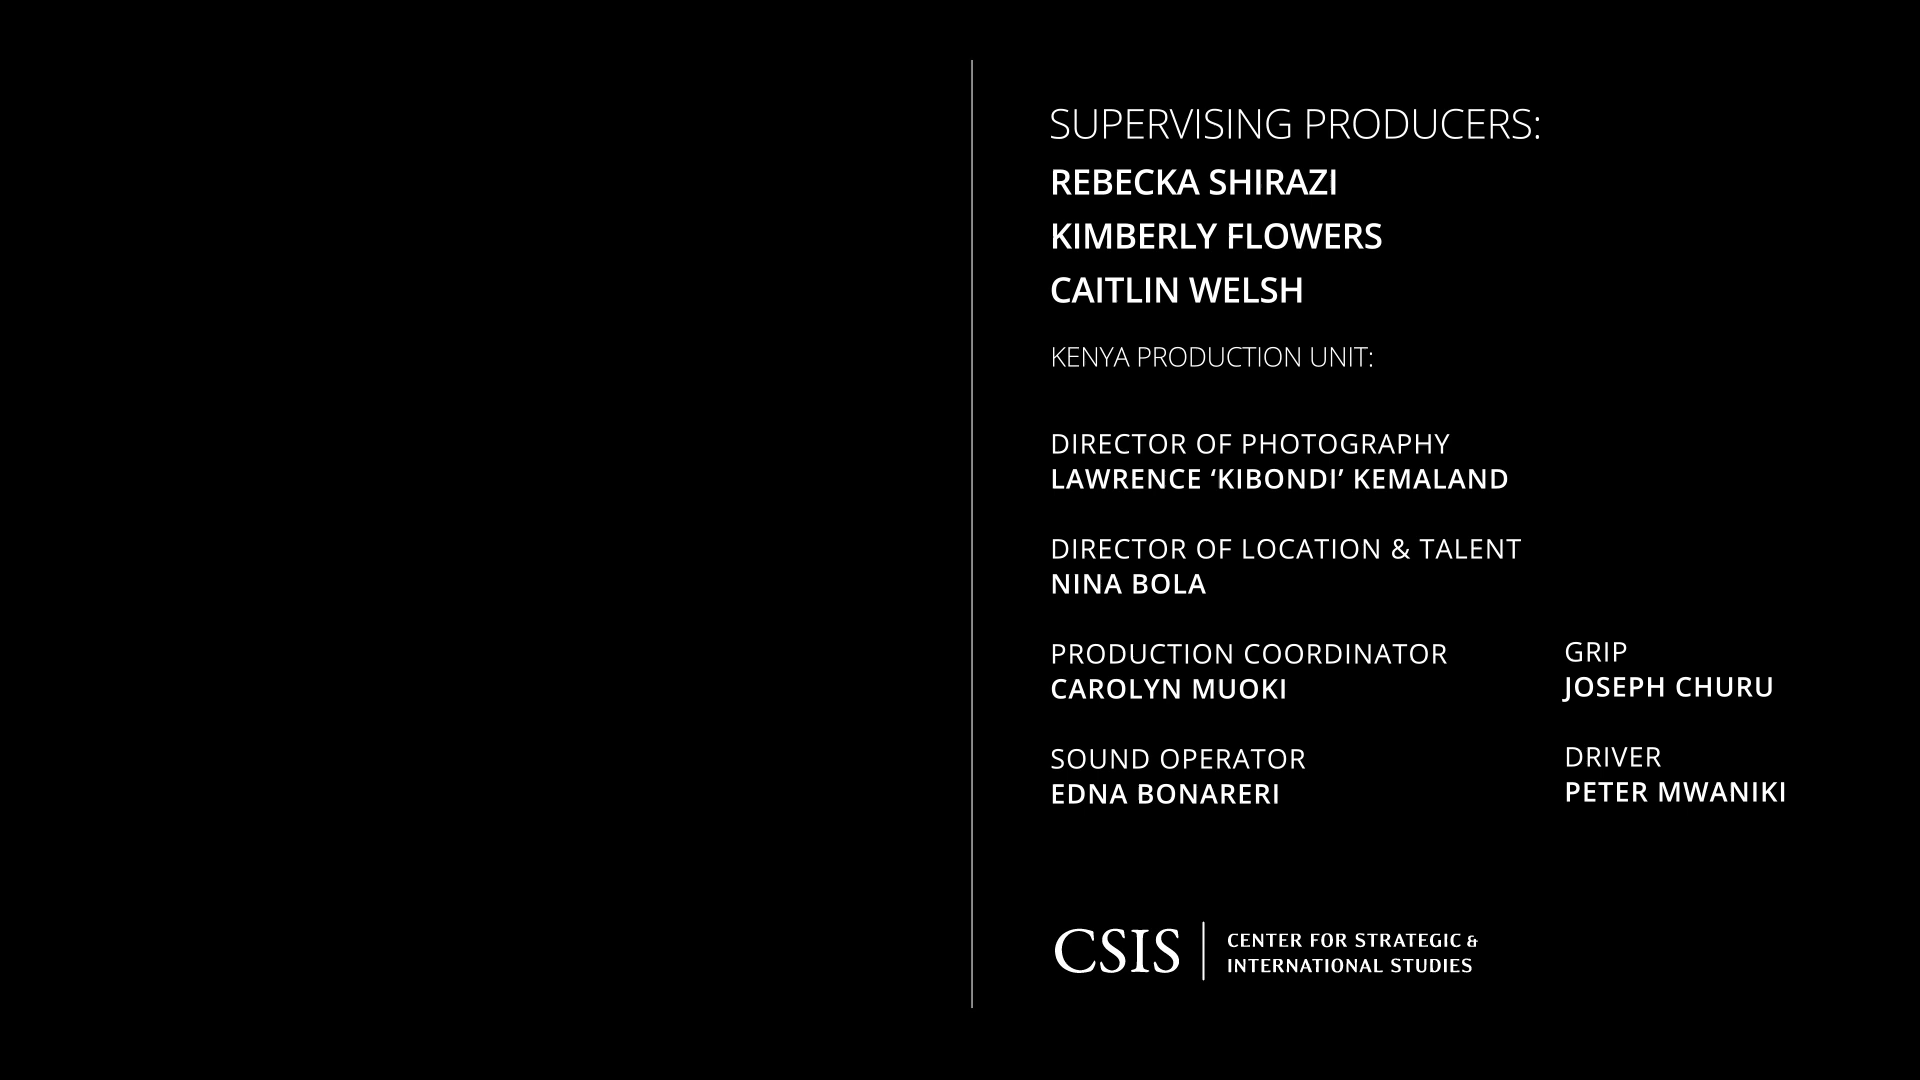 SUPERVISING PRODUCERS:
REBECKA SHIRAZI
KIMBERLY FLOWERS
CAITLIN WELSH
KENYA PRODUCTION UNIT:
DIRECTOR OF PHOTOGRAPHY
LAWRENCE ‘KIBONDI’ KEMALAND
DIRECTOR OF LOCATION & TALENT
NINA BOLA
PRODUCTION COORDINATOR
CAROLYN MUOKI
SOUND OPERATOR
EDNA BONARERI
GRIP
JOSEPH CHURU
DRIVER
PETER MWANIKI
CSIS
CENTER FOR STRATEGIC &
INTERNATIONAL STUDIES